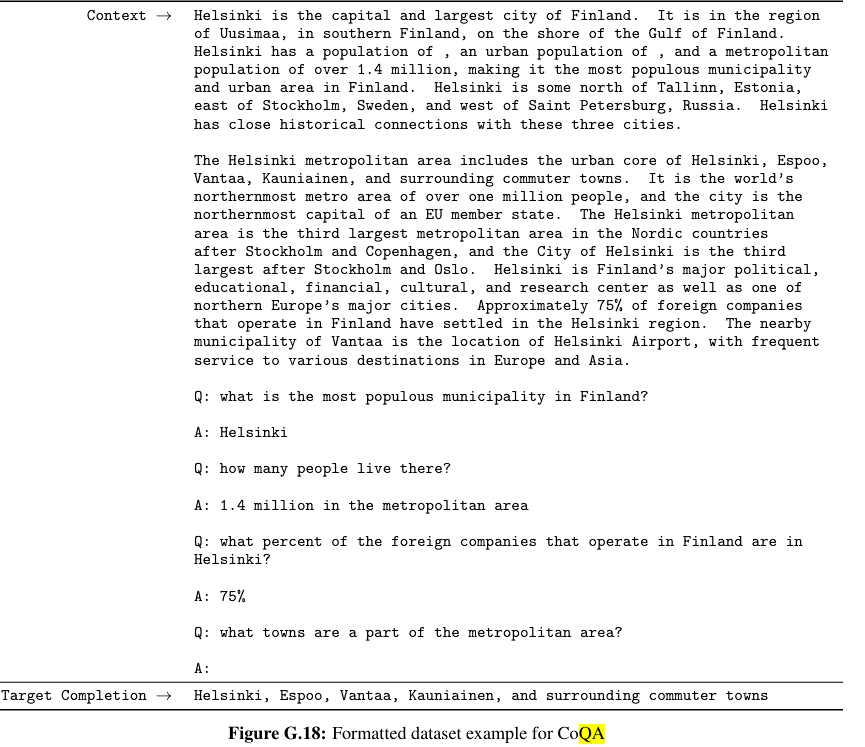 Context → Helsinki is the capital and largest city of Finland. It is in the region
of Uusimaa, in southern Finland, on the shore of the Gulf of Finland.
Helsinki has a population of , an urban population of , and a metropolitan
population of over 1.4 million, making it the most populous municipality
and urban area in Finland. Helsinki is some north of Tallinn, Estonia,
east of Stockholm, Sweden, and west of Saint Petersburg, Russia. Helsinki
has close historical connections with these three cities.
The Helsinki metropolitan area includes the urban core of Helsinki, Espoo,
Vantaa, Kauniainen, and surrounding commuter towns. It is the world's
northernmost metro area of over one million people, and the city is the
northernmost capital of an EU member state. The Helsinki metropolitan
area is the third largest metropolitan area in the Nordic countries
after Stockholm and Copenhagen, and the City of Helsinki is the third
largest after Stockholm and Oslo. Helsinki is Finland's major political,
educational, financial, cultural, and research center as well as one of
northern Europe's major cities. Approximately 75% of foreign companies
that operate in Finland have settled in the Helsinki region. The nearby
municipality of Vantaa is the location of Helsinki Airport, with frequent
service to various destinations in Europe and Asia.
Q: what is the most populous municipality in Finland?
A: Helsinki
Q: how many people live there?
A: 1.4 million in the metropolitan area
Q: what percent of the foreign companies that operate in Finland are in
Helsinki?
A: 75%
Q: what towns are a part of the metropolitan area?
A:
Target Completion → Helsinki, Espoo, Vantaa, Kauniainen, and surrounding commuter towns
Figure G.18: Formatted dataset example for CoQA